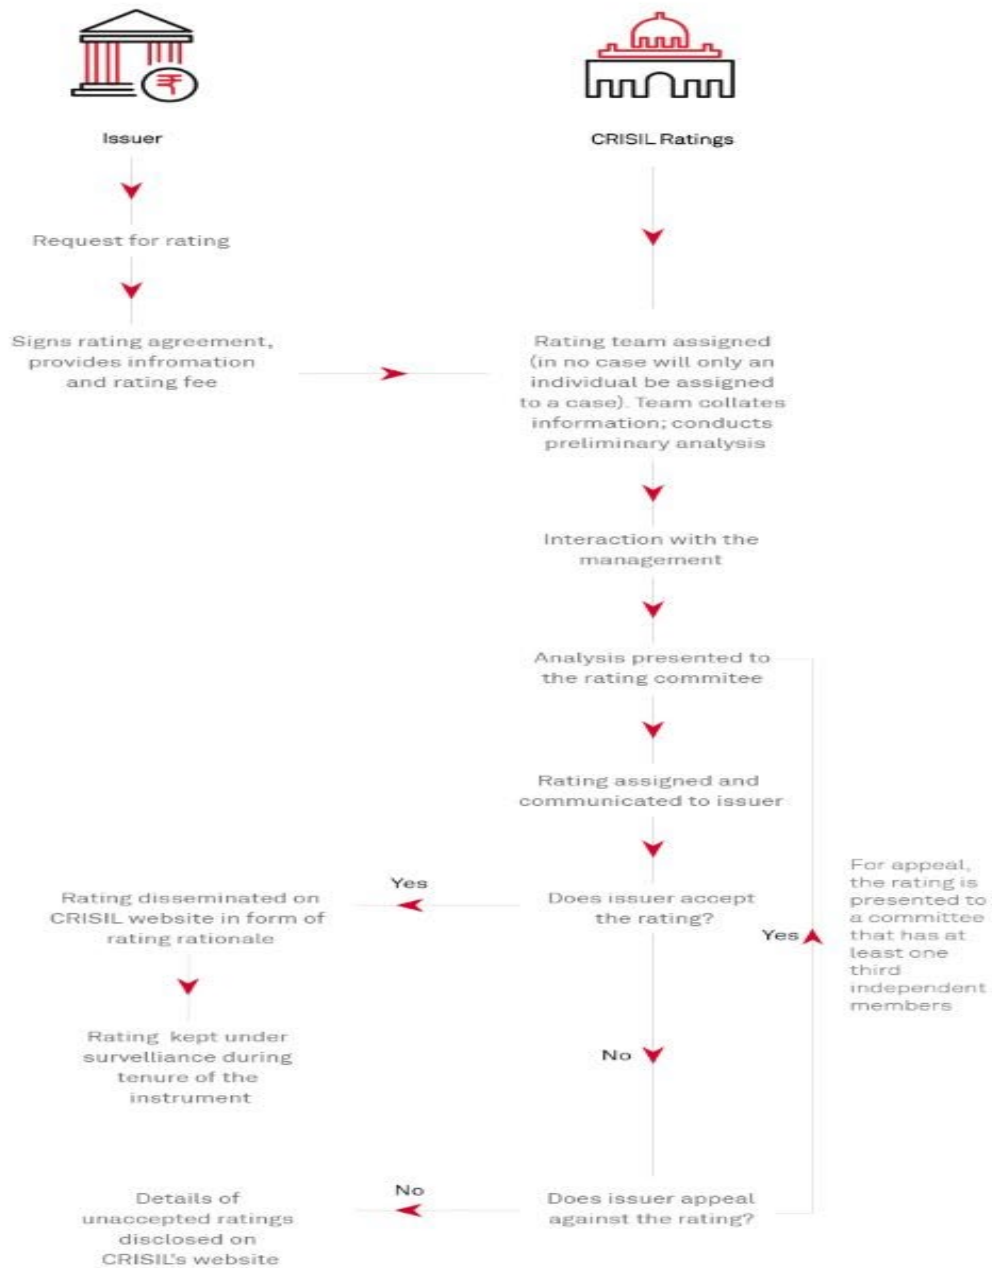 ₹
Issuer
CRISIL Ratings
Request for rating
Signs rating agreement,
provides infromation
and rating fee
Rating team assigned
(in no case will only an
individual be assigned
to a case). Team collates
information; conducts
preliminary analysis
Interaction with the
management
Analysis presented to
the rating commitee
Rating assigned and
communicated to issuer
Does issuer accept
the rating?
Yes
Rating disseminated on
CRISIL website in form of
rating rationale
Rating kept under
survelliance during
tenure of the
instrument
Yes
For appeal,
the rating is
presented to
a committee
that has at
least one
third
independent
members
No
Does issuer appeal
against the rating?
No
Details of
unaccepted ratings
disclosed on
CRISIL's website